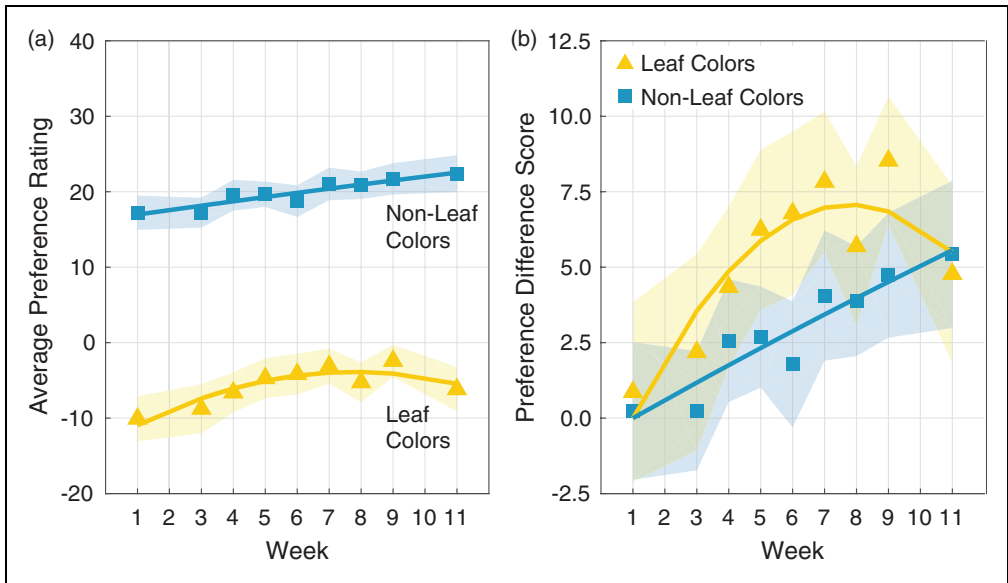 (a)
Average Preference Rating
40
30
20
10
0
-10
-20
Non-Leaf
Colors
Leaf
Colors
1 2 3 4 5 6 7 8 9 10 11
Week
(b)
Preference Difference Score
12.5
10.0
7.5
5.0
2.5
0.0
-2.5
Leaf Colors
Non-Leaf Colors
1 2 3 4 5 6 7 8 9 10 11
Week